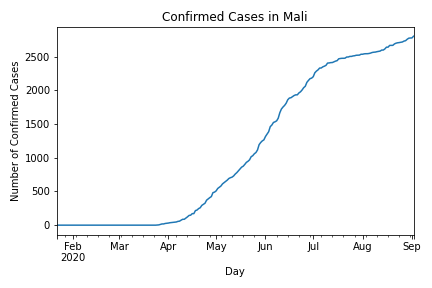 Confirmed Cases in Mali
Number of Confirmed Cases
2500
2000
1500
1000
500
0
Feb Mar Apr May Jun Jul Aug Sep
2020
Day